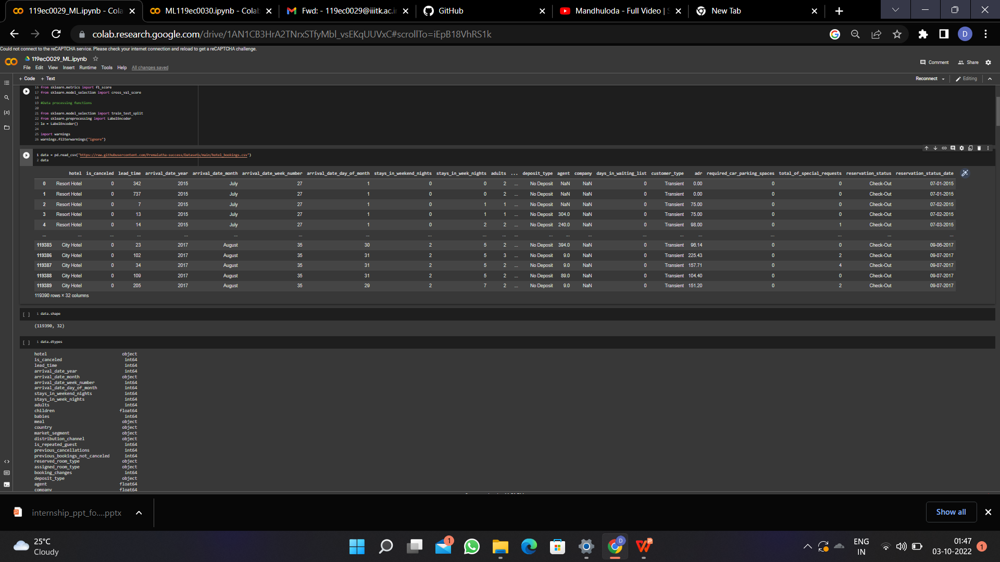 119ec0029_ML.ipynb - Cola
ML119ec0030.ipynb - Colab
Fwd: - 119ec0029@iiitk.ac.in
GitHub
Mandhuloda - Full Video |
New Tab
colab.research.google.com/drive/1AN1CB3HrA2TNrxSTfyMbl_vsEKqUUVxC#scrollTo=iEpB18VhRS1k
D
Could not connect to the reCAPTCHA service. Please check your internet connection and reload to get a reCAPTCHA challenge.
119ec0029_ML.ipynb
File Edit View Insert Runtime Tools Help All changes saved
Comment Share
+ Code + Text
Reconnect Editing
16 from sklearn.metrics import f1_score
17 from sklearn.model_selection import cross_val_score
18
19 #Data processing functions
20
21 from sklearn.model_selection import train_test_split
22 from sklearn.preprocessing import LabelEncoder
23 le = LabelEncoder()
24
25 import warnings
26 warnings.filterwarnings("ignore")
1 data = pd.read_csv("https://raw.githubusercontent.com/Premalatha-success/Datasets/main/hotel_bookings.csv")
2 data
hotel is_canceled lead_time arrival_date_year arrival_date_month arrival_date_week_number arrival_date_day_of_month stays_in_weekend_nights stays_in_week_nights adults ... deposit_type agent company days_in_waiting_list customer_type adr required_car_parking_spaces total_of_special_requests reservation_status reservation_status_date
0 Resort Hotel 0 342 2015 July 27 1 0 0 2 ... No Deposit NaN NaN 0 Transient 0.00 0 0 Check-Out 07-01-2015
1 Resort Hotel 0 737 2015 July 27 1 0 0 2 ... No Deposit NaN NaN 0 Transient 0.00 0 0 Check-Out 07-01-2015
2 Resort Hotel 0 7 2015 July 27 1 0 1 1 ... No Deposit NaN NaN 0 Transient 75.00 0 0 Check-Out 07-02-2015
3 Resort Hotel 0 13 2015 July 27 1 0 1 1 ... No Deposit 304.0 NaN 0 Transient 75.00 0 0 Check-Out 07-02-2015
4 Resort Hotel 0 14 2015 July 27 1 0 2 2 ... No Deposit 240.0 NaN 0 Transient 98.00 0 1 Check-Out 07-03-2015
... ... ... ... ... ... ... ... ... ... ... ... ... ... ... ... ... ... ... ... ... ...
119385 City Hotel 0 23 2017 August 35 30 2 5 2 ... No Deposit 394.0 NaN 0 Transient 96.14 0 0 Check-Out 09-06-2017
119386 City Hotel 0 102 2017 August 35 31 2 5 3 ... No Deposit 9.0 NaN 0 Transient 225.43 0 2 Check-Out 09-07-2017
119387 City Hotel 0 34 2017 August 35 31 2 5 2 ... No Deposit 9.0 NaN 0 Transient 157.71 0 4 Check-Out 09-07-2017
119388 City Hotel 0 109 2017 August 35 31 2 5 2 ... No Deposit 89.0 NaN 0 Transient 104.40 0 0 Check-Out 09-07-2017
119389 City Hotel 0 205 2017 August 35 29 2 7 2 ... No Deposit 9.0 NaN 0 Transient 151.20 0 2 Check-Out 09-07-2017
119390 rows × 32 columns
[ ] 1 data.shape
(119390, 32)
[ ] 1 data.dtypes
hotel object
is_canceled int64
lead_time int64
arrival_date_year int64
arrival_date_month object
arrival_date_week_number int64
arrival_date_day_of_month int64
stays_in_weekend_nights int64
stays_in_week_nights int64
adults int64
children float64
babies int64
meal object
country object
market_segment object
distribution_channel object
is_repeated_guest int64
previous_cancellations int64
previous_bookings_not_canceled int64
reserved_room_type object
assigned_room_type object
booking_changes int64
deposit_type object
agent float64
company float64
internship_ppt_fo....pptx
Show all
25°C
Cloudy
1
D
ENG
IN
01:47
03-10-2022
1